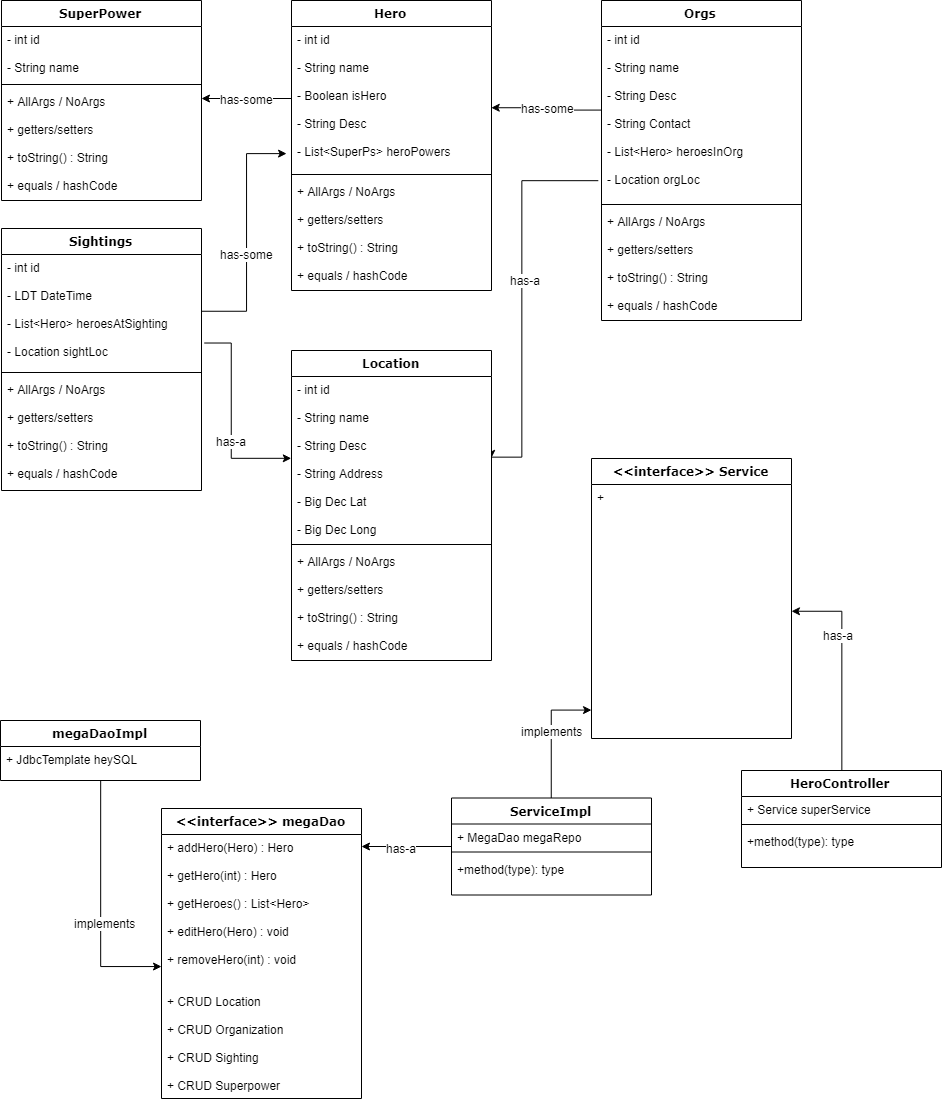 SuperPower
- int id
- String name
+ AllArgs / NoArgs
+ getters/setters
+ toString() : String
+ equals / hashCode
has-some
Hero
- int id
- String name
- Boolean isHero
- String Desc
- List<SuperPs> heroPowers
+ AllArgs / NoArgs
+ getters/setters
+ toString() : String
+ equals / hashCode
has-some
Orgs
- int id
- String name
- String Desc
- String Contact
- List<Hero> heroesInOrg
- Location orgLoc
+ AllArgs / NoArgs
+ getters/setters
+ toString() : String
+ equals / hashCode
Sightings
- int id
- LDT DateTime
- List<Hero> heroesAtSighting
- Location sightLoc
+ AllArgs / NoArgs
+ getters/setters
+ toString() : String
+ equals / hashCode
has-some
has-a
has-a
Location
- int id
- String name
- String Desc
- String Address
- Big Dec Lat
- Big Dec Long
+ AllArgs / NoArgs
+ getters/setters
+ toString() : String
+ equals / hashCode
<<interface>> Service
+
has-a
implements
megaDaoImpl
+ JdbcTemplate heySQL
implements
<<interface>> megaDao
+ addHero(Hero) : Hero
+ getHero(int) : Hero
+ getHeroes() : List<Hero>
+ editHero(Hero) : void
+ removeHero(int) : void
+ CRUD Location
+ CRUD Organization
+ CRUD Sighting
+ CRUD Superpower
has-a
ServiceImpl
+ MegaDao megaRepo
+method(type): type
HeroController
+ Service superService
+method(type): type